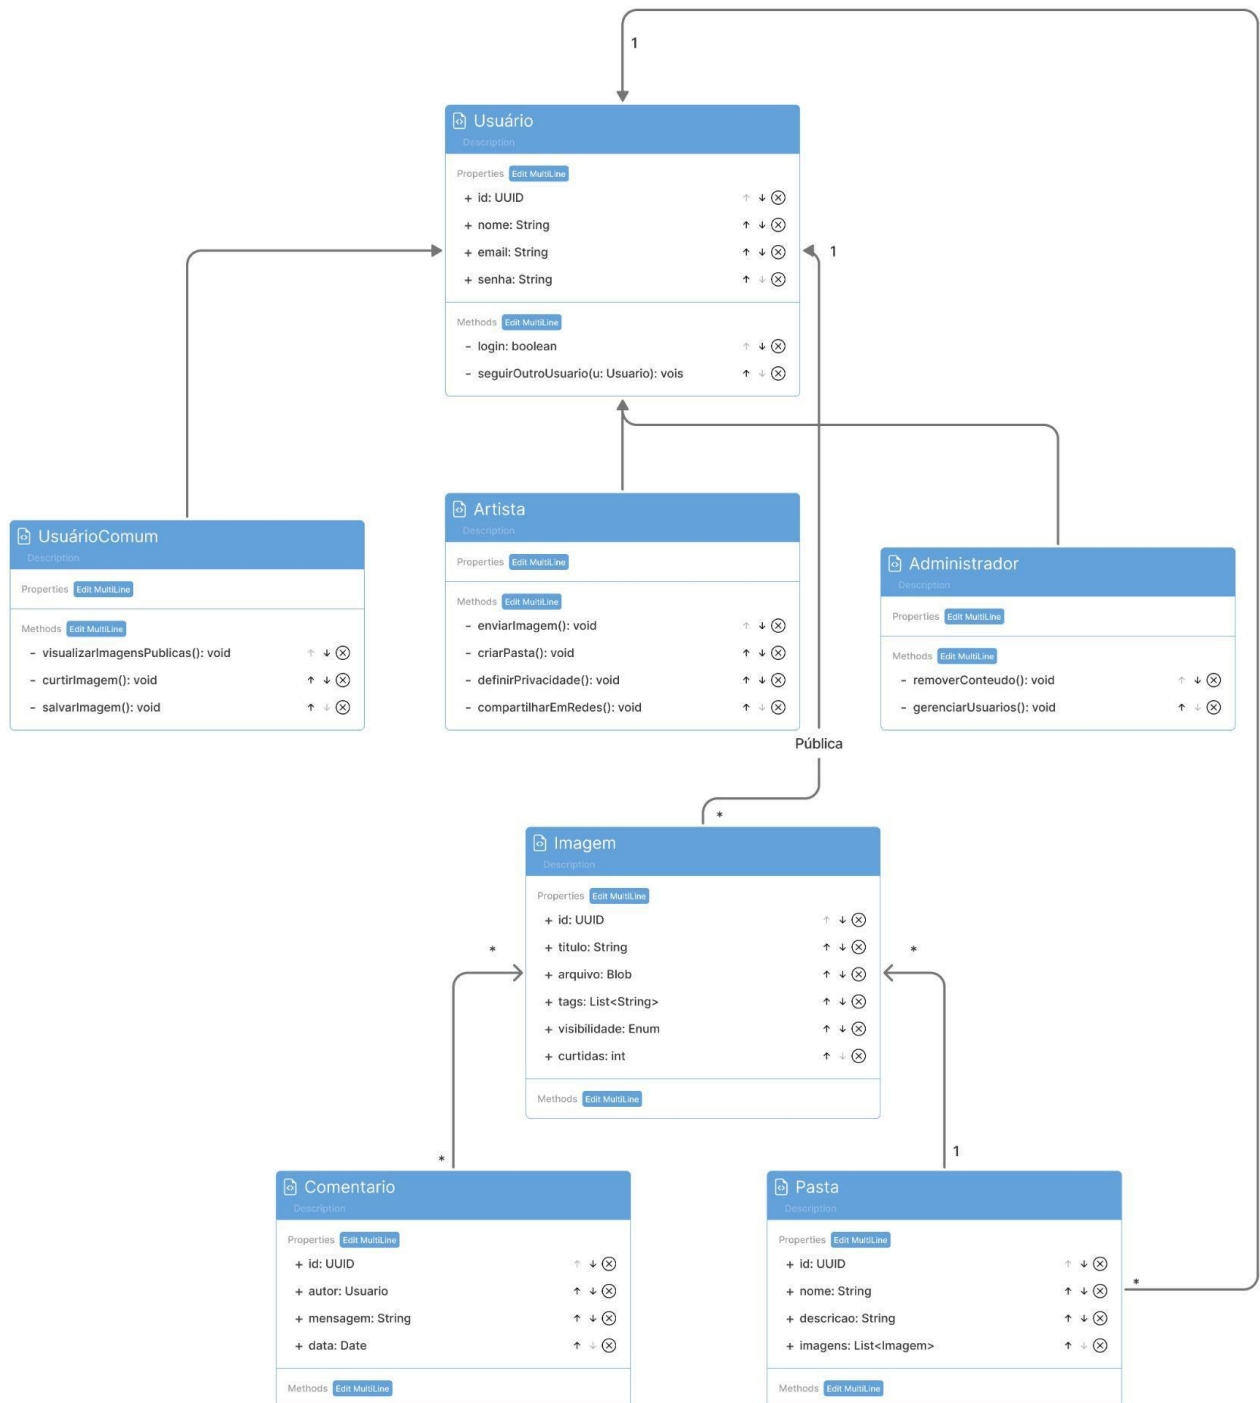 1
Usuário
Description
Properties Edit MultiLine
+ id: UUID
+ nome: String
+ email: String
+ senha: String
1
Methods Edit MultiLine
- login: boolean
- seguirOutroUsuario(u: Usuario): vois
UsuárioComum
Description
Properties Edit MultiLine
Methods Edit MultiLine
- visualizarImagensPublicas(): void
- curtirImagem(): void
- salvarImagem(): void
Artista
Description
Properties Edit MultiLine
Methods Edit MultiLine
- enviarImagem(): void
- criarPasta(): void
- definirPrivacidade(): void
- compartilharEmRedes(): void
Administrador
Description
Properties Edit MultiLine
Methods Edit MultiLine
- removerConteudo(): void
- gerenciarUsuarios(): void
Pública
*
Imagem
Description
Properties Edit MultiLine
+ id: UUID
+ titulo: String
+ arquivo: Blob
+ tags: List<String>
+ visibilidade: Enum
+ curtidas: int
Methods Edit MultiLine
*
*
*
1
Comentario
Description
Properties Edit MultiLine
+ id: UUID
+ autor: Usuario
+ mensagem: String
+ data: Date
Methods Edit MultiLine
Pasta
Description
Properties Edit MultiLine
+ id: UUID
+ nome: String
+ descricao: String
+ imagens: List<Imagem>
*
Methods Edit MultiLine